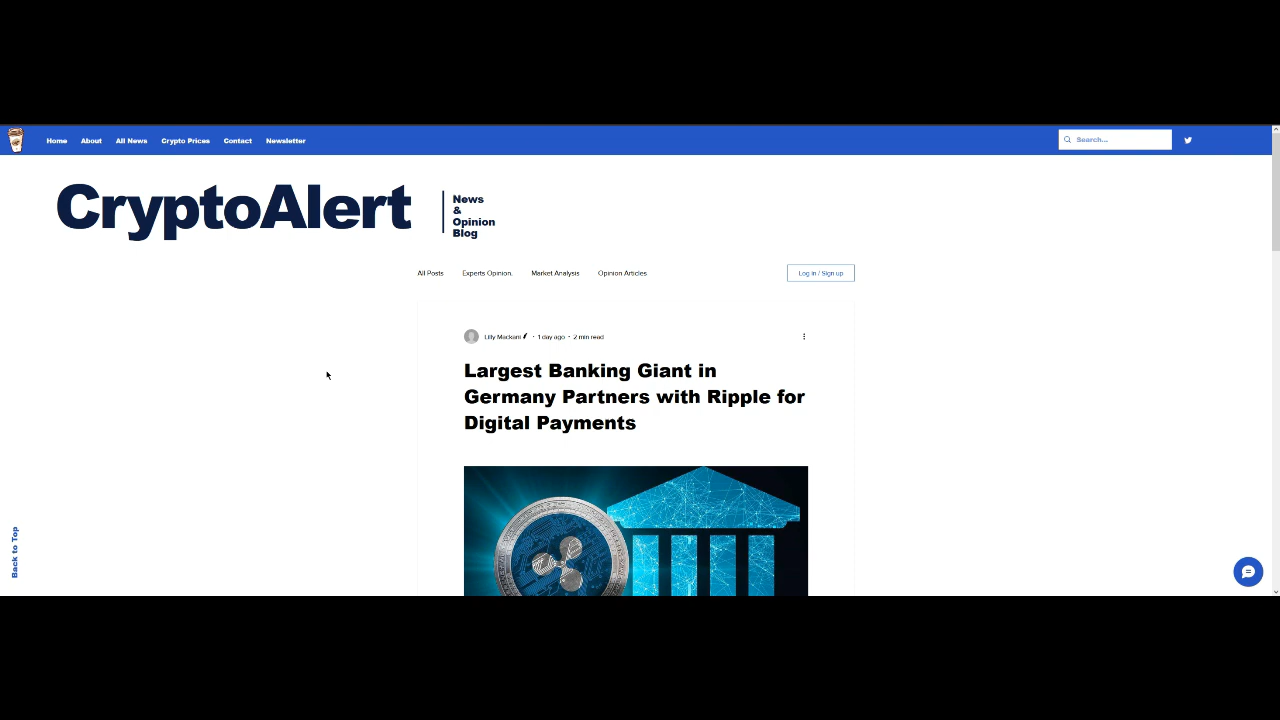 Home About All News Crypto Prices Contact Newsletter Search...
CryptoAlert
News
&
Opinion
Blog
All Posts Experts Opinion. Market Analysis Opinion Articles Log in / Sign up
Lilly Mackani · 1 day ago · 2 min read
Largest Banking Giant in
Germany Partners with Ripple for
Digital Payments
Back to Top